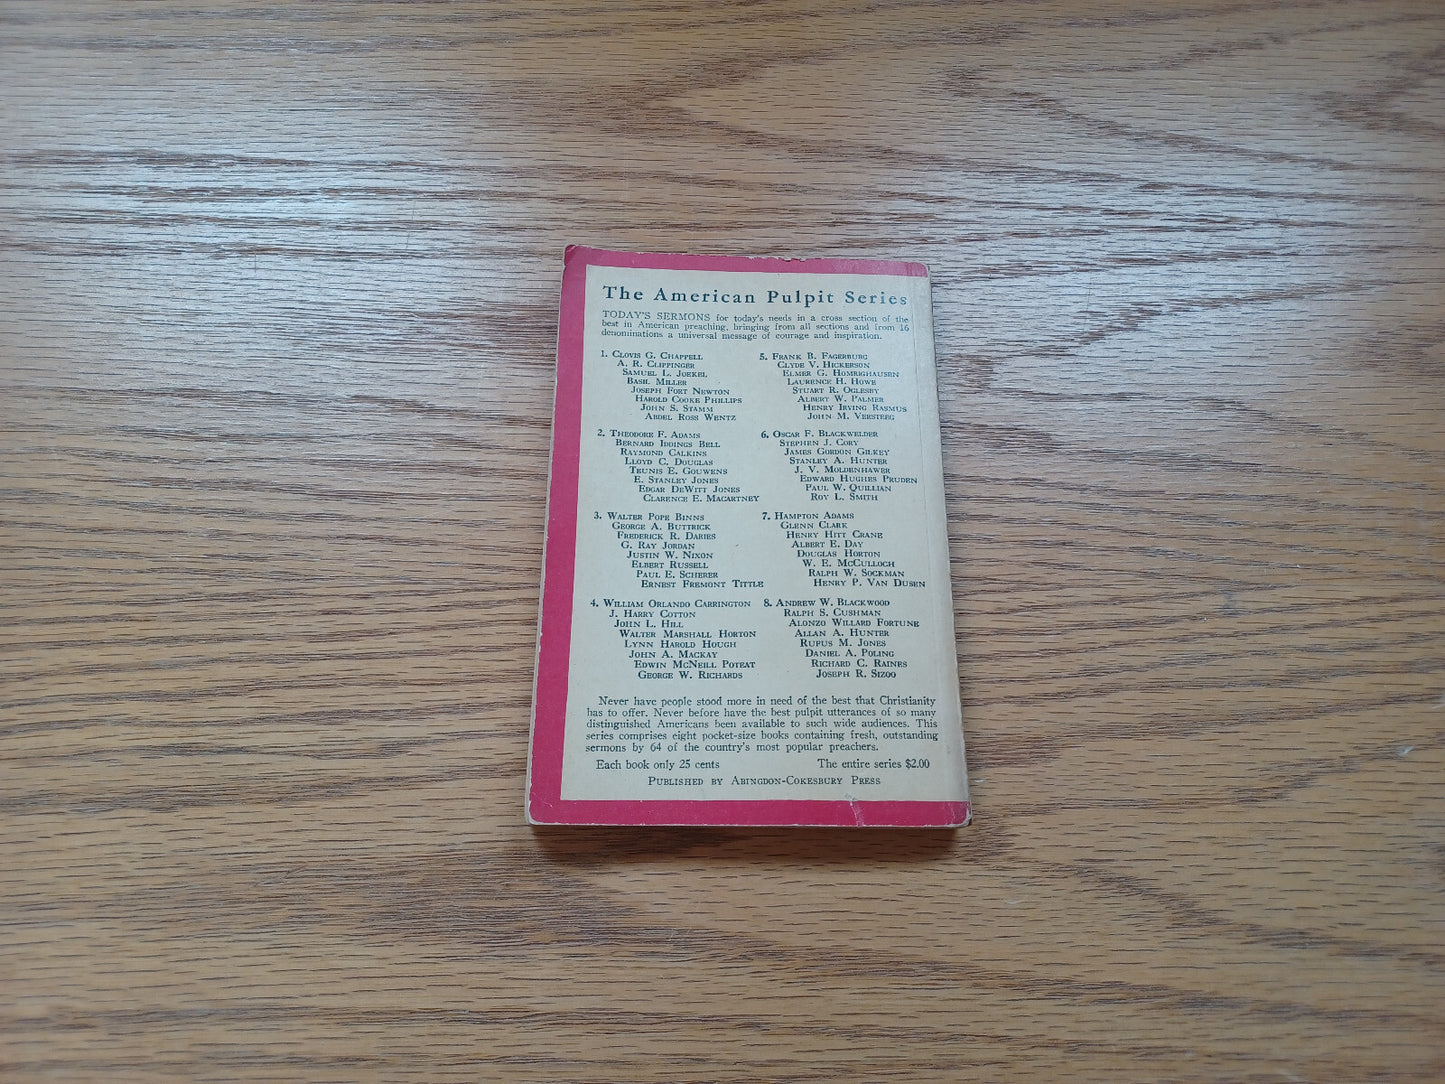 The American Pulpit Series
TODAY'S SERMONS for today's needs in a cross section of the
best in American preaching, bringing from all sections and from 16
denominations a universal message of courage and inspiration.
1. Clovis G. Chappell
A. R. Clippinger
Samuel L. Joekel
Basil Miller
Joseph Fort Newton
Harold Cooke Phillips
John S. Stamm
Abdel Ross Wentz
2. Theodore F. Adams
Bernard Iddings Bell
Raymond Calkins
Lloyd C. Douglas
Teunis E. Gouwens
E. Stanley Jones
Edgar DeWitt Jones
Clarence E. Macartney
3. Walter Pope Binns
George A. Buttrick
Frederick R. Daries
G. Ray Jordan
Justin W. Nixon
Elbert Russell
Paul E. Scherer
Ernest Fremont Tittle
4. William Orlando Carrington
J. Harry Cotton
John L. Hill
Walter Marshall Horton
Lynn Harold Hough
John A. Mackay
Edwin McNeill Poteat
George W. Richards
5. Frank B. Fagerburg
Clyde V. Hickerson
Elmer G. Homrighausen
Laurence H. Howe
Stuart R. Oglesby
Albert W. Palmer
Henry Irving Rasmus
John M. Versteeg
6. Oscar F. Blackwelder
Stephen J. Cory
James Gordon Gilkey
Stanley A. Hunter
J. V. Moldenhawer
Edward Hughes Pruden
Paul W. Quillian
Roy L. Smith
7. Hampton Adams
Glenn Clark
Henry Hitt Crane
Albert E. Day
Douglas Horton
W. E. McCulloch
Ralph W. Sockman
Henry P. Van Dusen
8. Andrew W. Blackwood
Ralph S. Cushman
Alonzo Willard Fortune
Allan A. Hunter
Rufus M. Jones
Daniel A. Poling
Richard C. Raines
Joseph R. Sizoo
Never have people stood more in need of the best that Christianity
has to offer. Never before have the best pulpit utterances of so many
distinguished Americans been available to such wide audiences. This
series comprises eight pocket-size books containing fresh, outstanding
sermons by 64 of the country's most popular preachers.
Each book only 25 cents The entire series $2.00
Published by Abingdon-Cokesbury Press